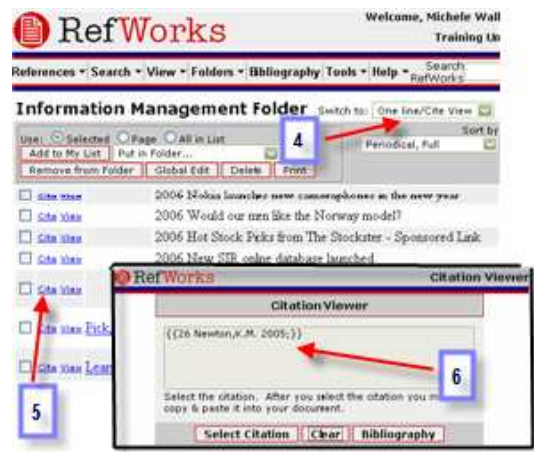 RefWorks
Welcome, Michele Wall
Training Un
References Search View Folders Bibliography Tools Help Search RefWorks
Information Management Folder Switch to: One line/Cite View
Use: Selected Page All in List
Sort by
Add to My List Put in Folder... Periodical, Full
Remove from Folder Global Edit Delete Print
4
Cite View 2006 Nokia launches new cameraphones in the new year
Cite View 2006 Would our men like the Norway model?
Cite View 2006 Hot Stock Picks from The Stockster - Sponsored Link
Cite View 2006 New SIR online database launched
Cite View
Cite View Pick,
Cite View Lear
5
RefWorks Citation Viewer
Citation Viewer
{{26 Newton,K.M. 2005;}}
6
Select the citation. After you select the citation you m
copy & paste it into your document.
Select Citation Clear Bibliography